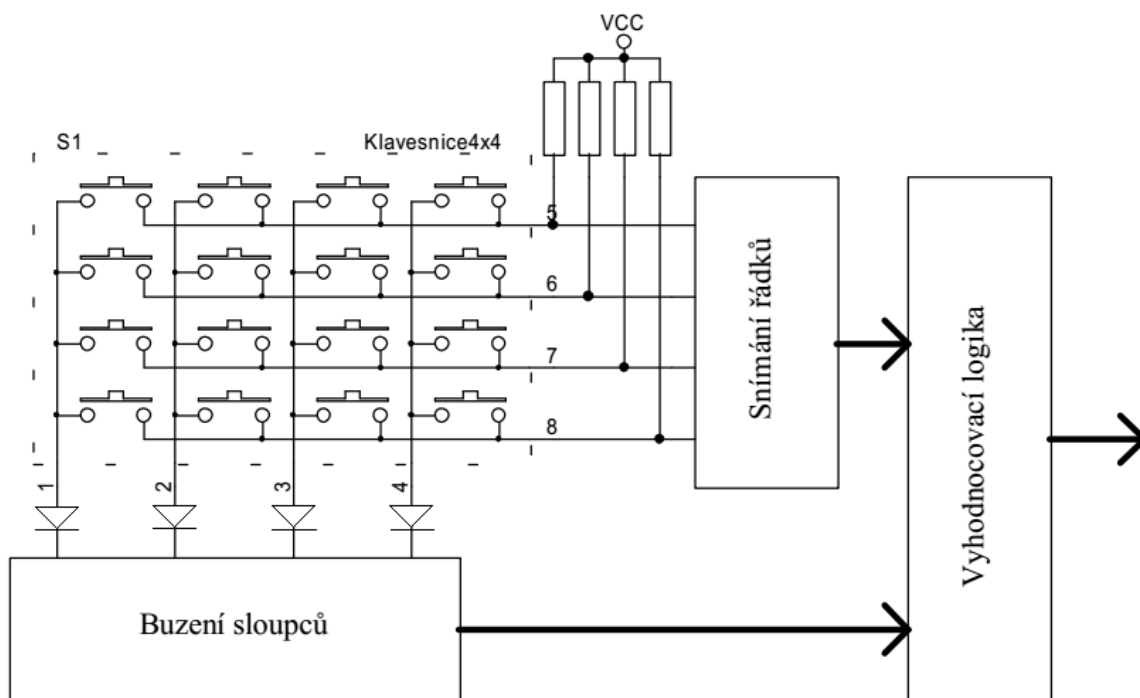 VCC
S1
Klavesnice4x4
5
6
7
8
1
2
3
4
Snímání řádků
Vyhodnocovací logika
Buzení sloupců